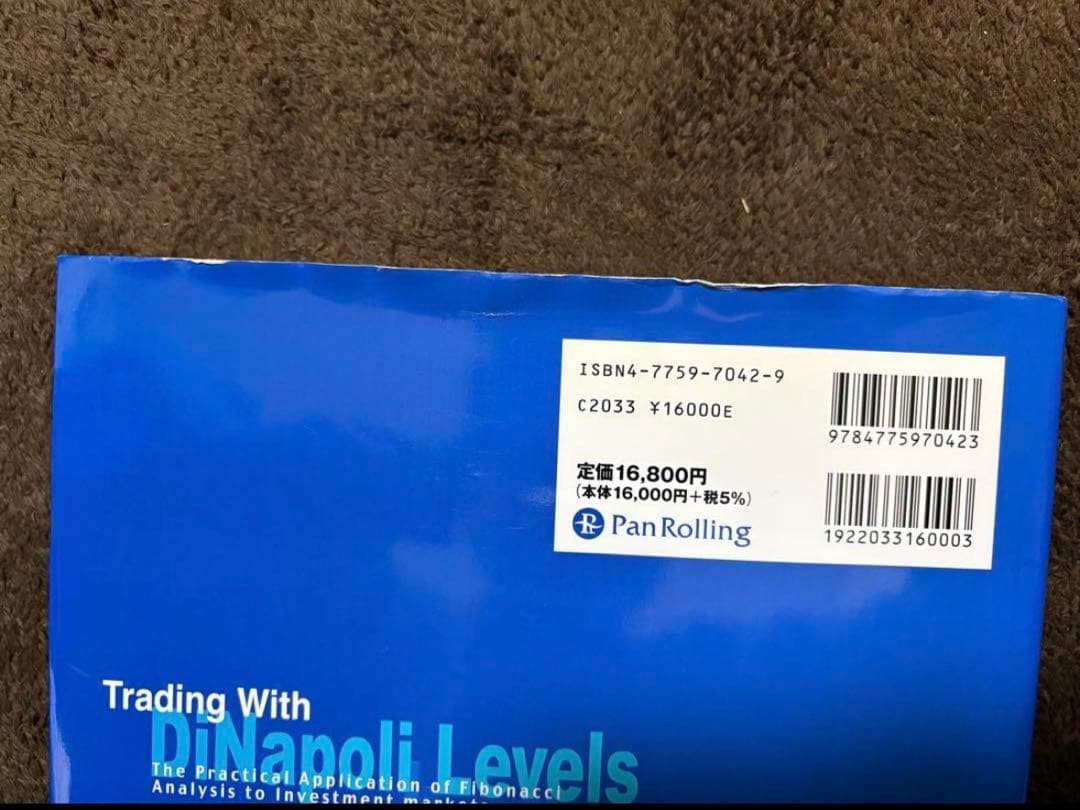 ISBN4-7759-7042-9
C2033 ¥16000E
9784775970423
定価16,800円
(本体16,000円+税5%)
PanRolling
1922033160003
Trading With
DiNapoli Levels
The Practical Application of Fibonacci
Analysis to Investment markets